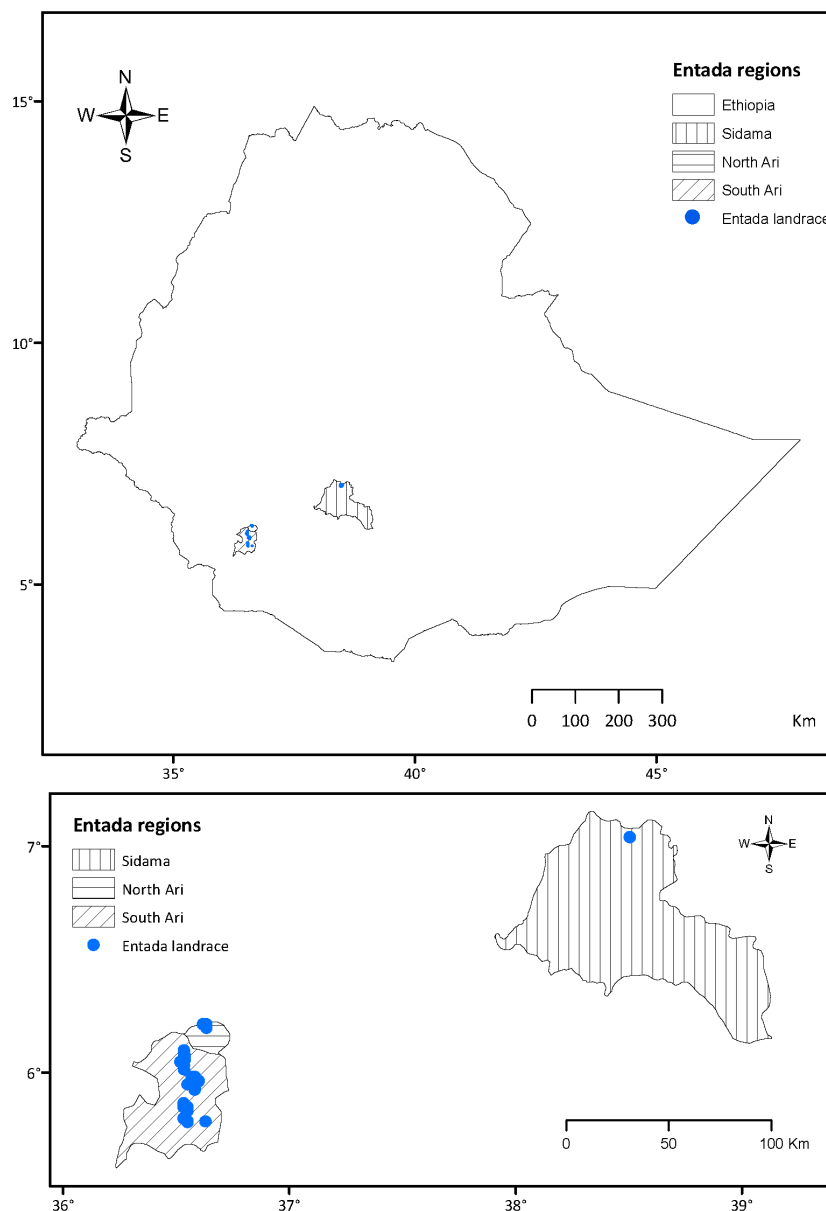 N
W E
S
Entada regions
Ethiopia
Sidama
North Ari
South Ari
Entada landrace
15°
10°
5°
0 100 200 300 Km
35° 40° 45°
Entada regions
Sidama
North Ari
South Ari
Entada landrace
N
W E
S
7°
6°
0 50 100 Km
36° 37° 38° 39°